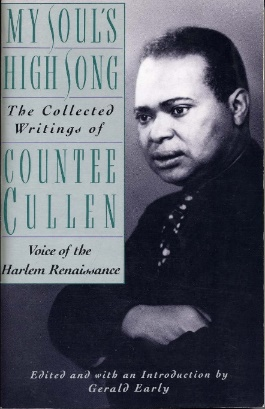 MY SOUL'S
HIGH SONG
The Collected
Writings of
COUNTEE
CULLEN
Voice of the
Harlem Renaissance
Edited and with an Introduction by
Gerald Early